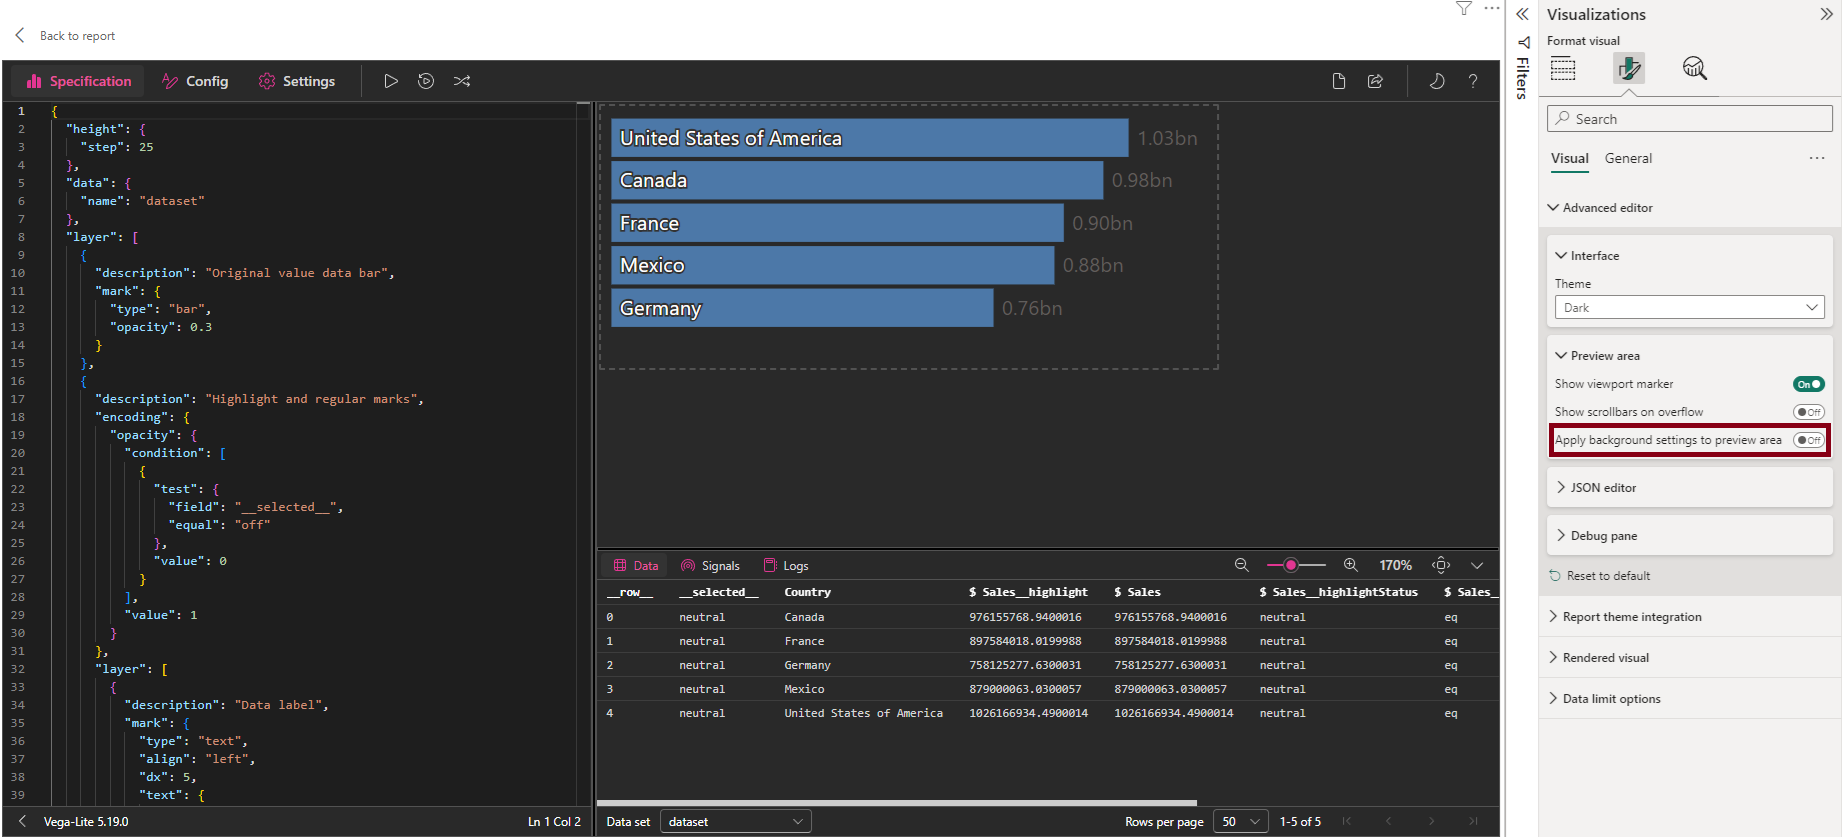 Back to report
Specification
Config
Settings
?
1 {
2 "height": {
3 "step": 25
4 },
5 "data": {
6 "name": "dataset"
7 },
8 "layer": [
9 {
10 "description": "Original value data bar",
11 "mark": {
12 "type": "bar",
13 "opacity": 0.3
14 }
15 },
16 {
17 "description": "Highlight and regular marks",
18 "encoding": {
19 "opacity": {
20 "condition": [
21 {
22 "test": {
23 "field": "__selected__",
24 "equal": "off"
25 },
26 "value": 0
27 }
28 ],
29 "value": 1
30 }
31 },
32 "layer": [
33 {
34 "description": "Data label",
35 "mark": {
36 "type": "text",
37 "align": "left",
38 "dx": 5,
39 "text": {
Vega-Lite 5.19.0
Ln 1 Col 2
United States of America 1.03bn
Canada 0.98bn
France 0.90bn
Mexico 0.88bn
Germany 0.76bn
Data
Signals
Logs
170%
__row__ __selected__ Country $ Sales__highlight $ Sales $ Sales__highlightStatus $ Sales_
0 neutral Canada 976155768.9400016 976155768.9400016 neutral eq
1 neutral France 897584018.0199988 897584018.0199988 neutral eq
2 neutral Germany 758125277.6300031 758125277.6300031 neutral eq
3 neutral Mexico 879000063.0300057 879000063.0300057 neutral eq
4 neutral United States of America 1026166934.4900014 1026166934.4900014 neutral eq
Data set dataset
Rows per page 50 1-5 of 5
Filters
Visualizations
Format visual
Search
Visual General
Advanced editor
Interface
Theme
Dark
Preview area
Show viewport marker On
Show scrollbars on overflow Off
Apply background settings to preview area Off
JSON editor
Debug pane
Reset to default
Report theme integration
Rendered visual
Data limit options